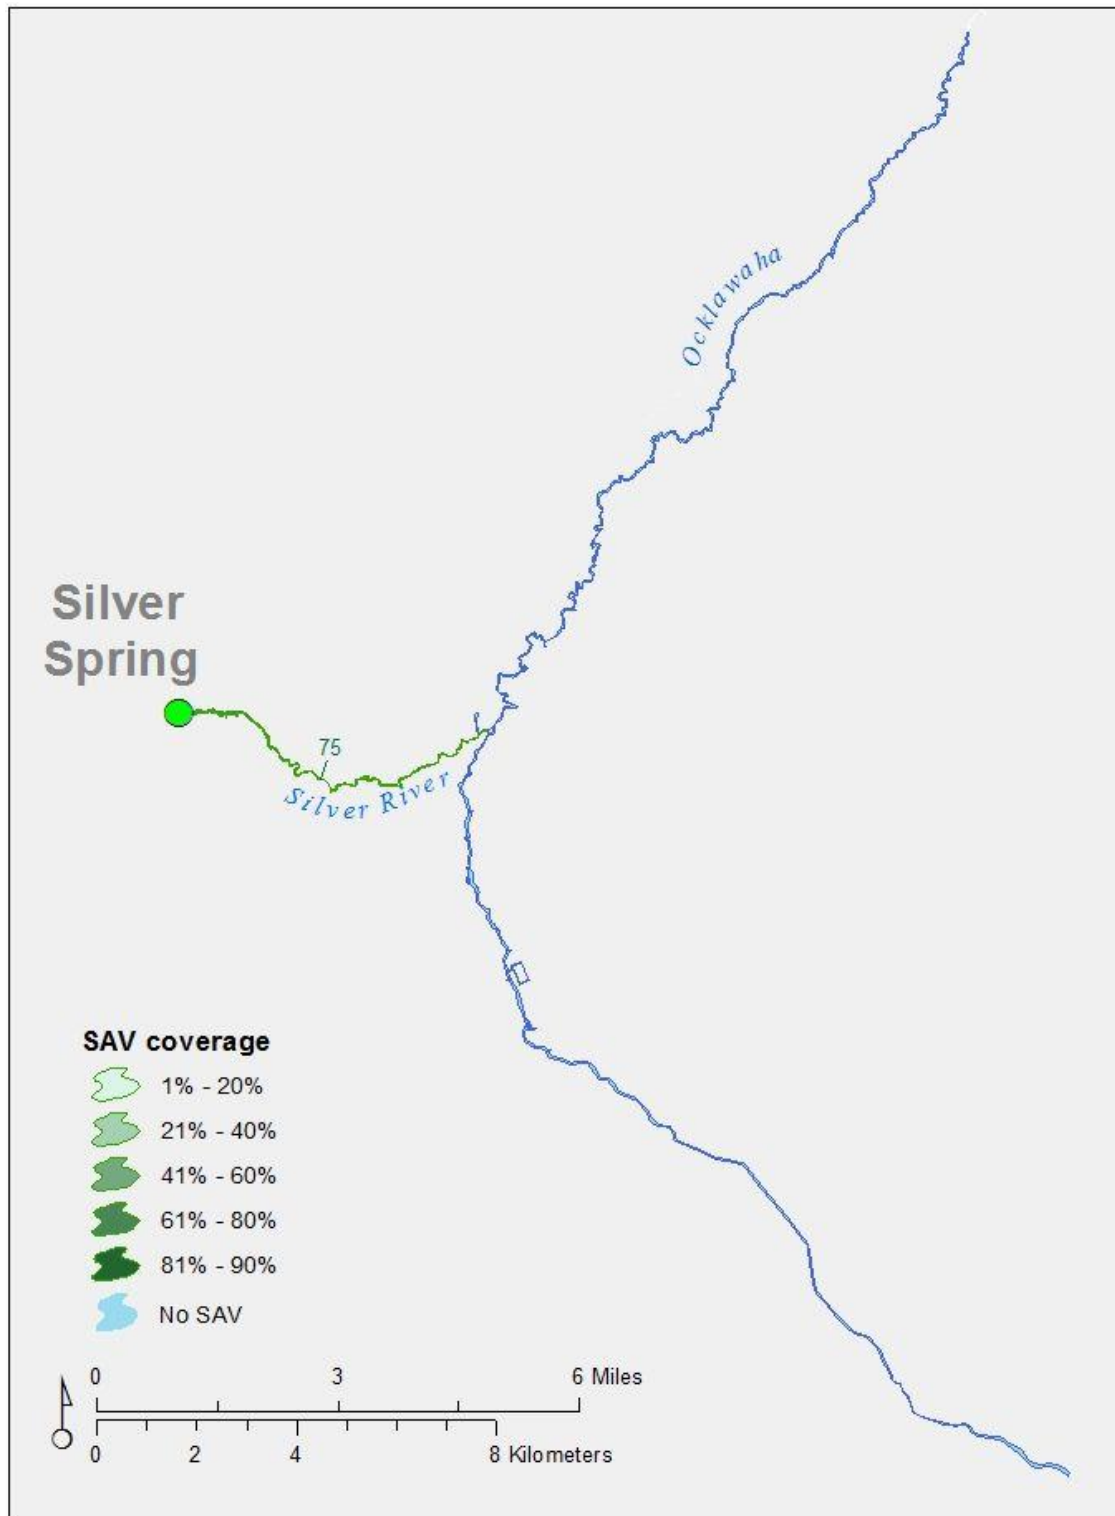 Ocklawaha
Silver
Spring
75
Silver River
SAV coverage
1% - 20%
21% - 40%
41% - 60%
61% - 80%
81% - 90%
No SAV
0 3 6 Miles
0 2 4 8 Kilometers